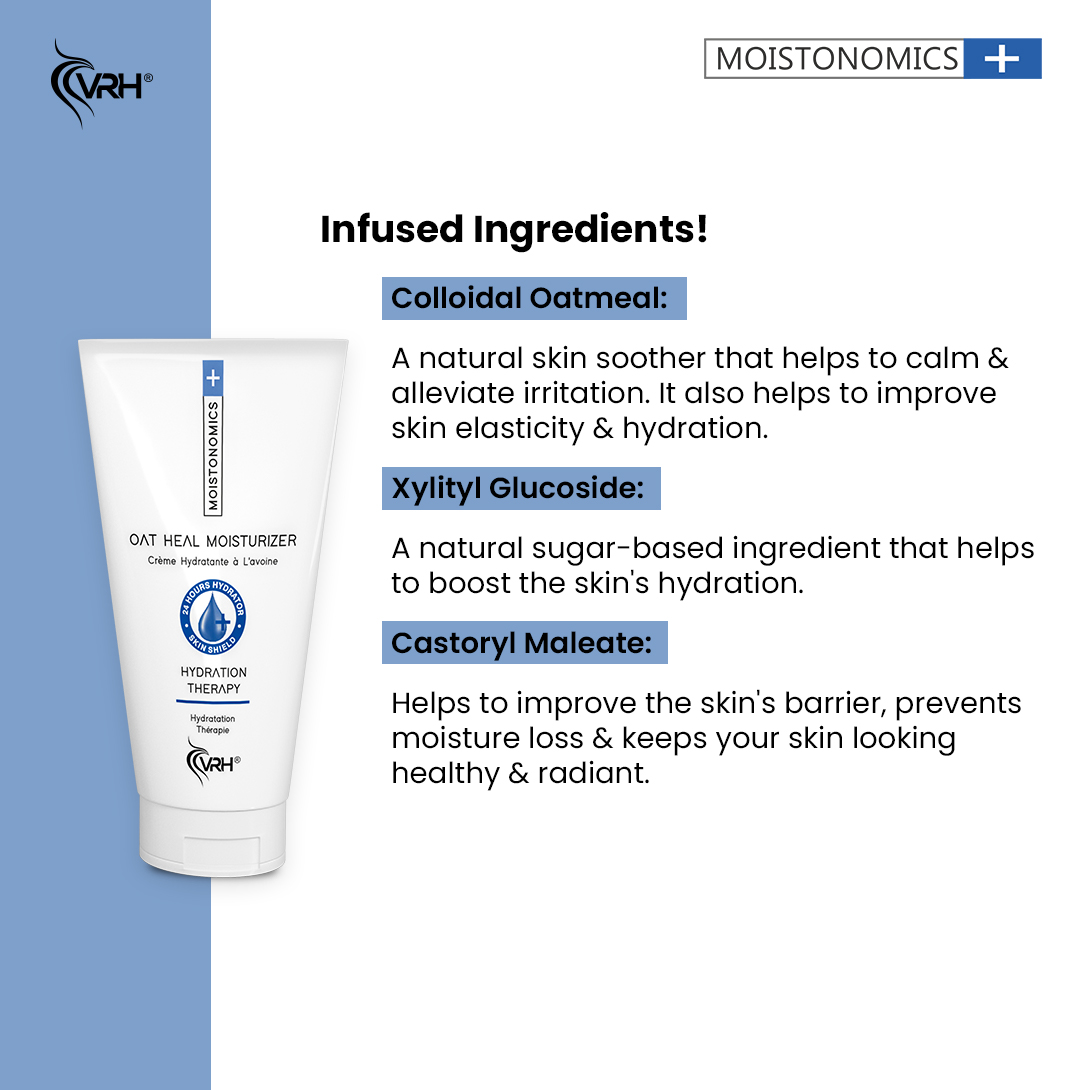 VRH®
MOISTONOMICS +
Infused Ingredients!
Colloidal Oatmeal:
A natural skin soother that helps to calm &
alleviate irritation. It also helps to improve
skin elasticity & hydration.
Xylityl Glucoside:
A natural sugar-based ingredient that helps
to boost the skin's hydration.
Castoryl Maleate:
Helps to improve the skin's barrier, prevents
moisture loss & keeps your skin looking
healthy & radiant.
MOISTONOMICS +
OAT HEAL MOISTURIZER
Crème Hydratante à L'avoine
24 HOURS HYDRATOR
SKIN SHIELD
HYDRATION
THERAPY
Hydratation
Thérapie
VRH®